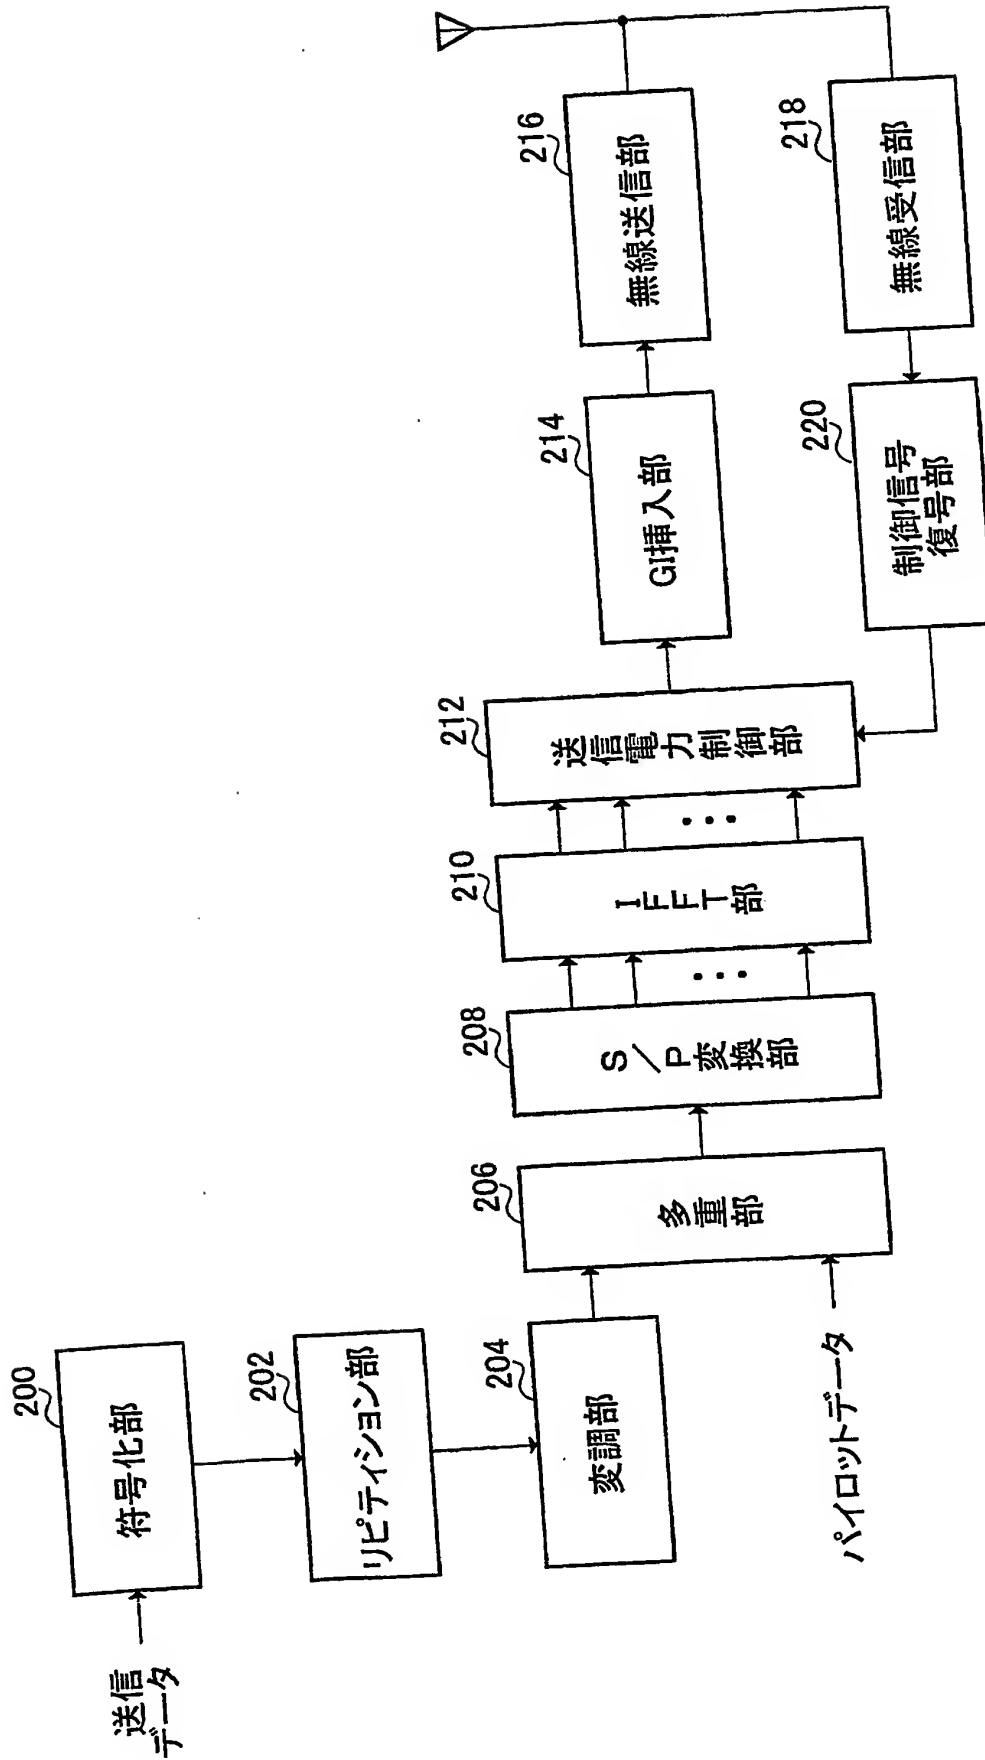 送信
データ
200
符号化部
202
リピティション部
204
変調部
パイロットデータ
206
多重部
208
S/P変換部
210
IFFT部
212
送信電力制御部
214
GI挿入部
216
無線送信部
218
無線受信部
220
制御信号
復号部